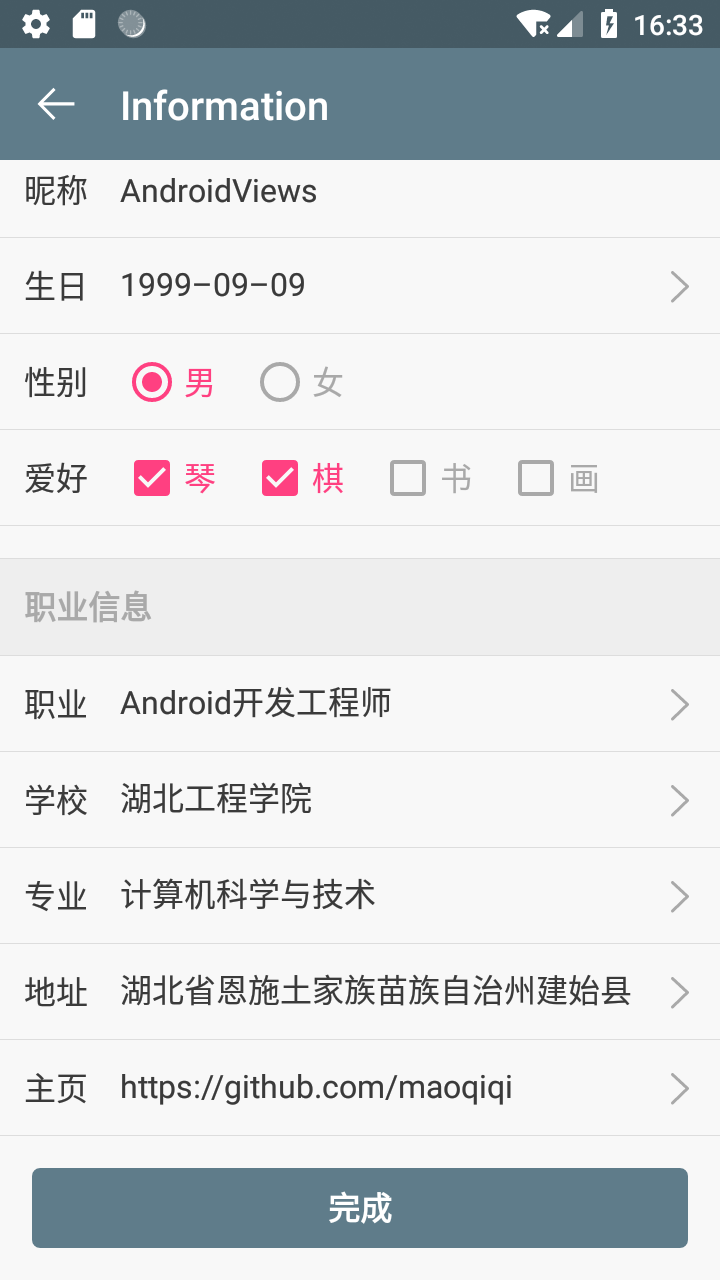 16:33
Information
昵称 AndroidViews
生日 1999–09–09
性别 男 女
爱好 琴 棋 书 画
职业信息
职业 Android开发工程师
学校 湖北工程学院
专业 计算机科学与技术
地址 湖北省恩施土家族苗族自治州建始县
主页 https://github.com/maoqiqi
完成